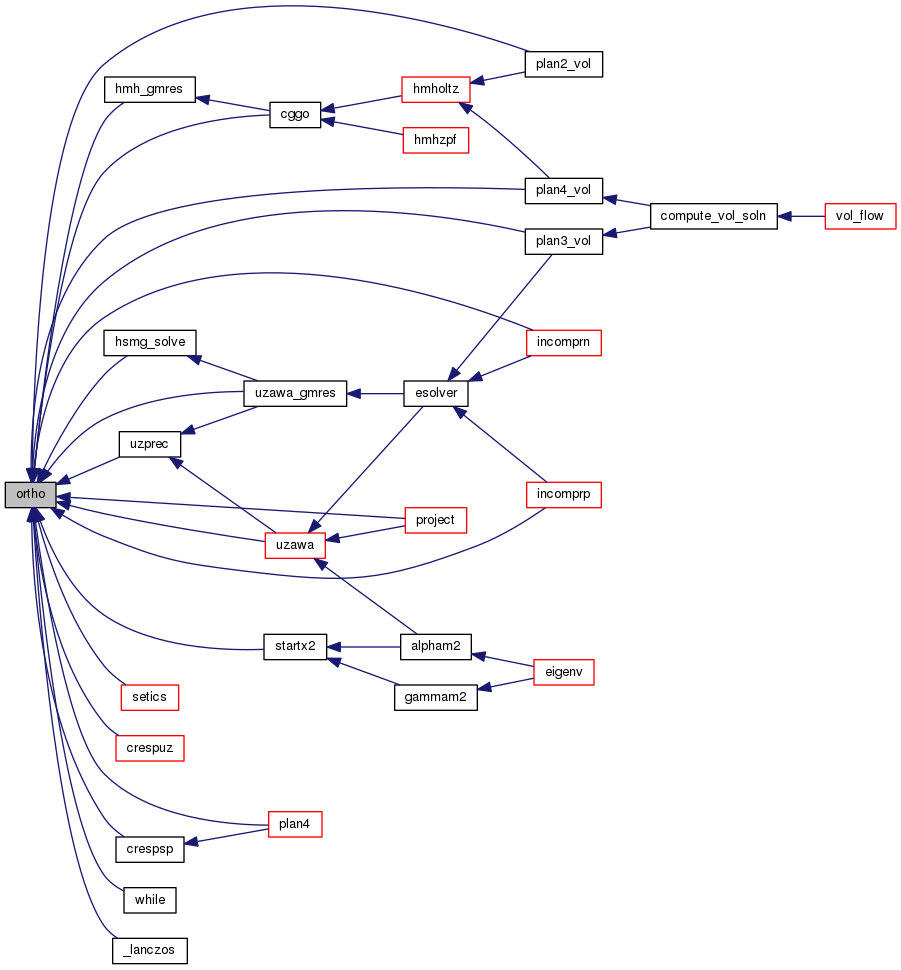 plan2_vol
hmh_gmres
hmholtz
cggo
hmhzpf
plan4_vol
compute_vol_soln
vol_flow
plan3_vol
incomprn
hsmg_solve
uzawa_gmres
esolver
uzprec
ortho
incomprp
project
uzawa
startx2
alpham2
eigenv
setics
gammam2
crespuz
plan4
crespsp
while
_lanczos